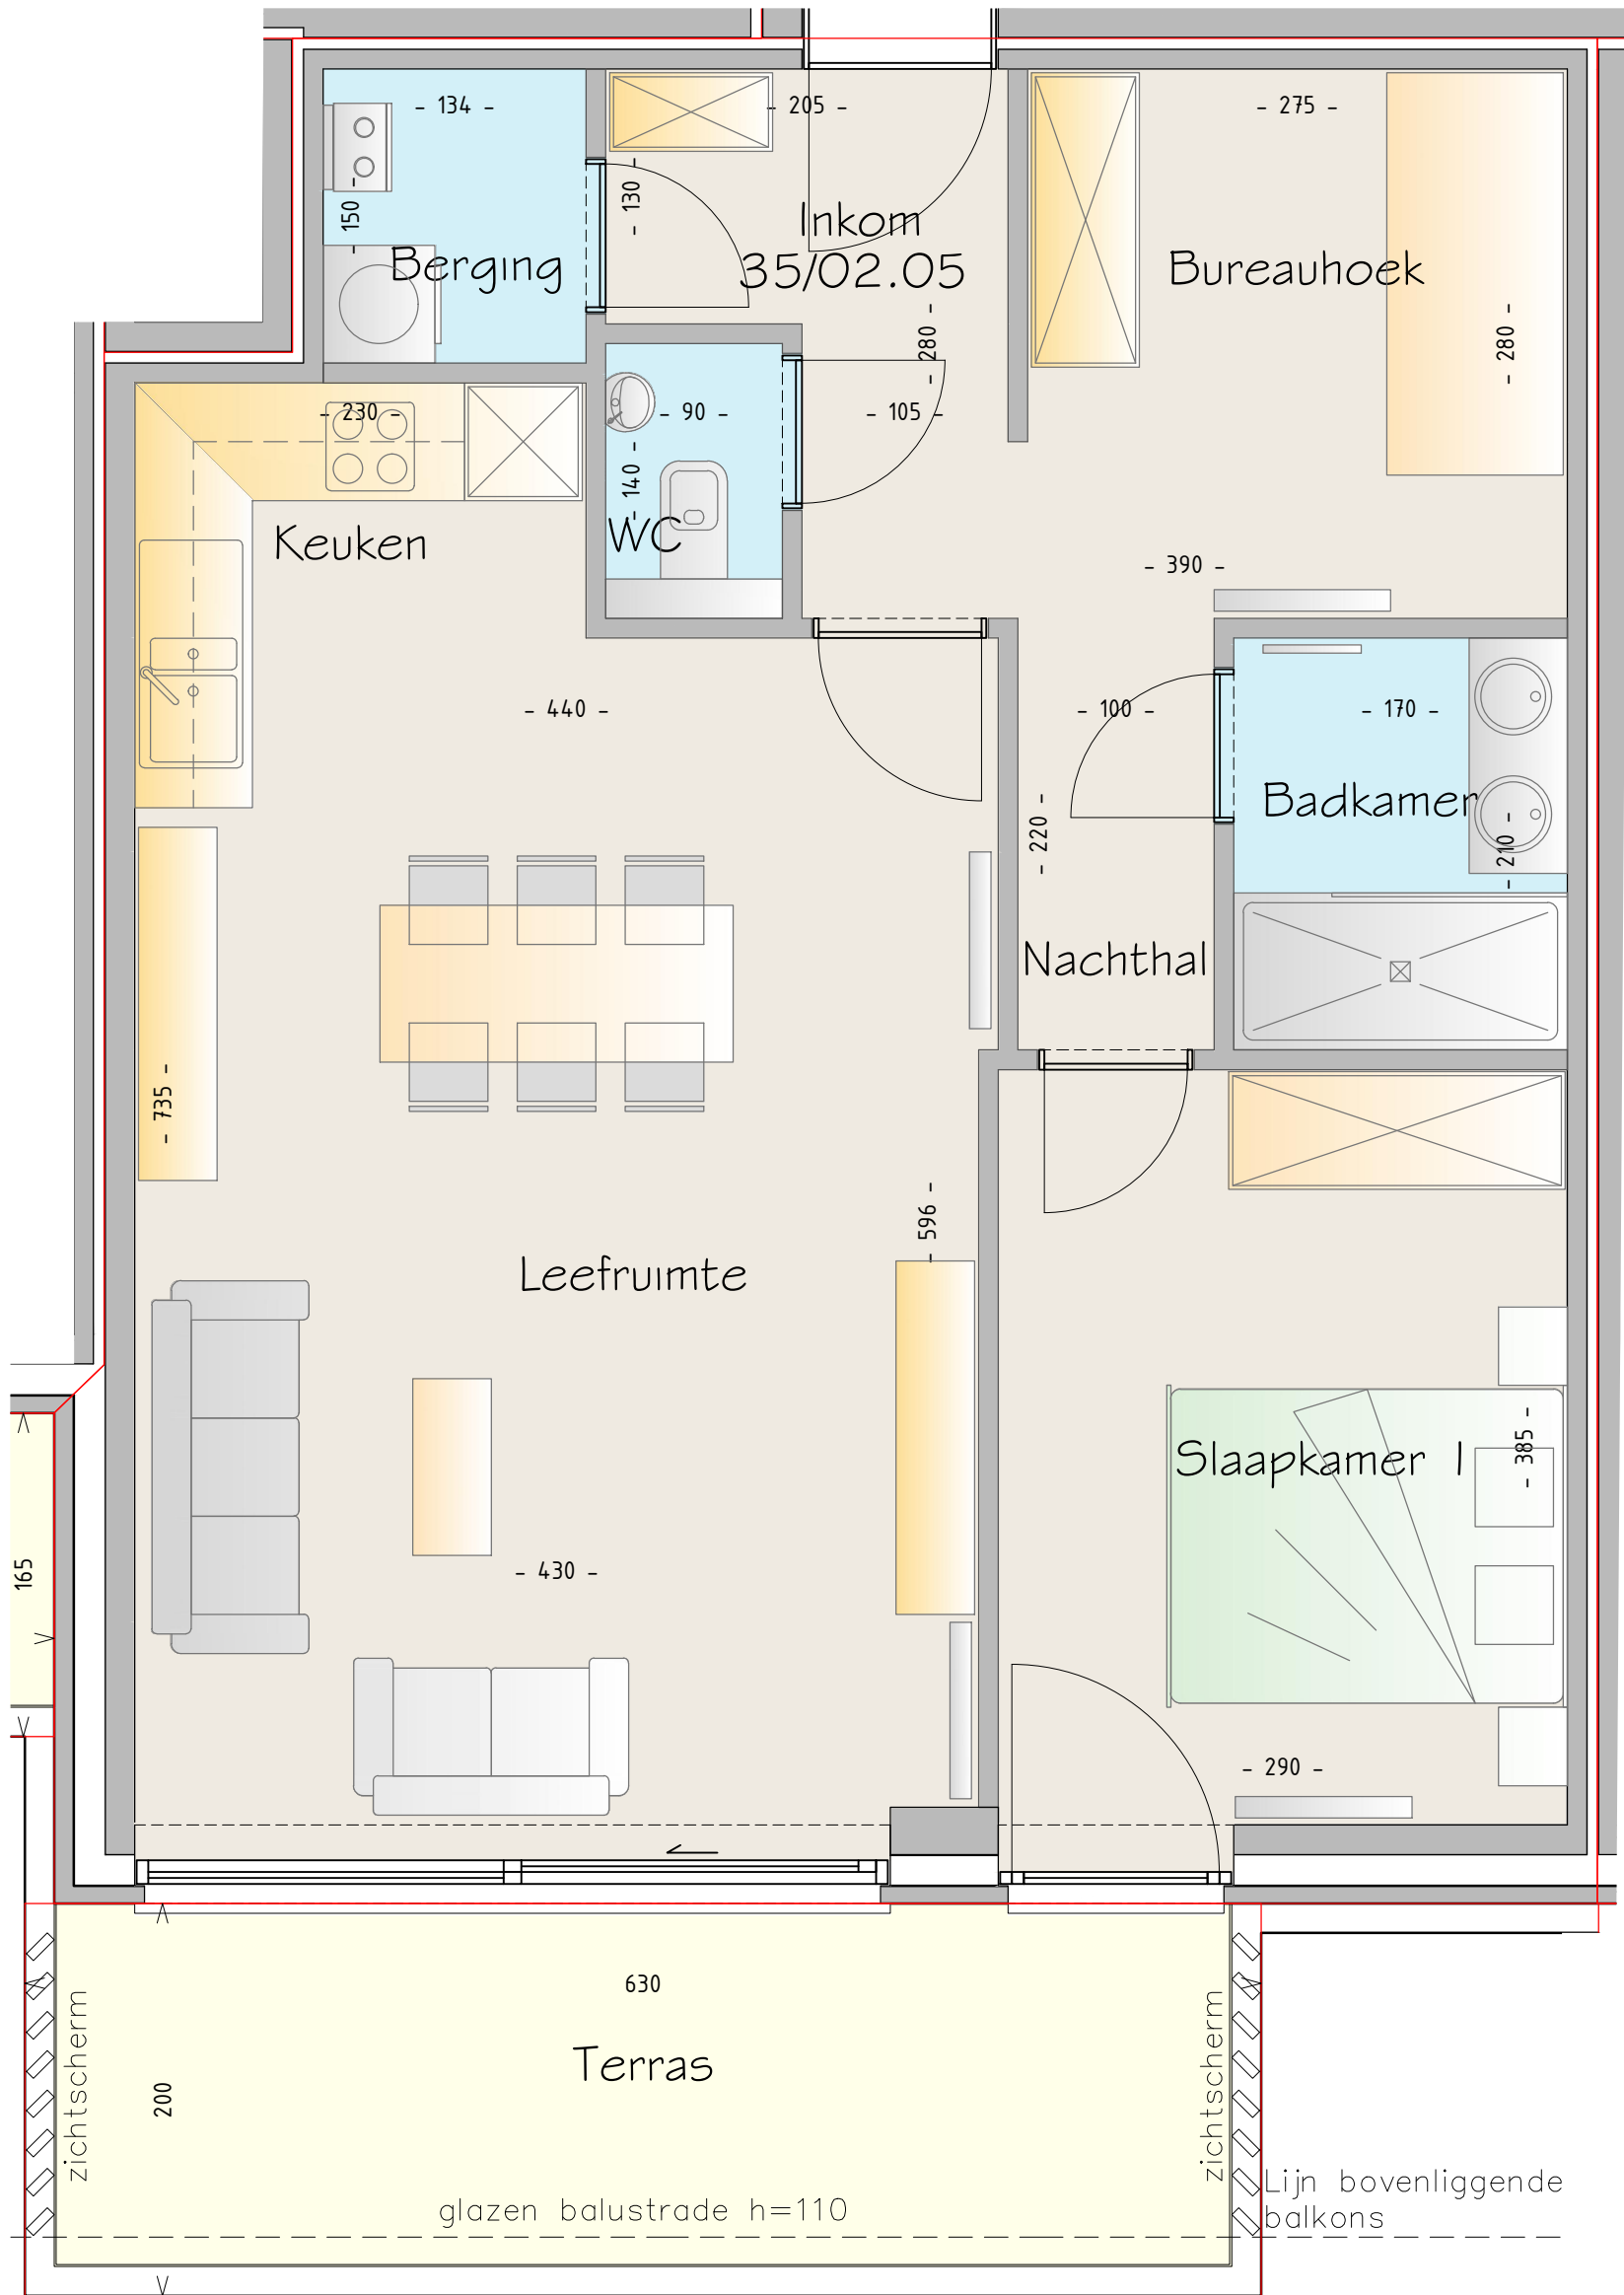 - 134 -
- 205 -
- 275 -
- 150 -
- 130 -
Inkom
35/02.05
Berging
Bureauhoek
- 280 -
- 280 -
- 230 -
- 90 -
- 105 -
- 140 -
WC
Keuken
- 390 -
- 440 -
- 100 -
- 170 -
Badkamer
- 220 -
- 210 -
Nachthal
- 735 -
- 596 -
Leefruimte
- 385 -
Slaapkamer 1
165
- 430 -
- 290 -
630
zichtscherm
zichtscherm
Terras
200
glazen balustrade h=110
Lijn bovenliggende
balkons